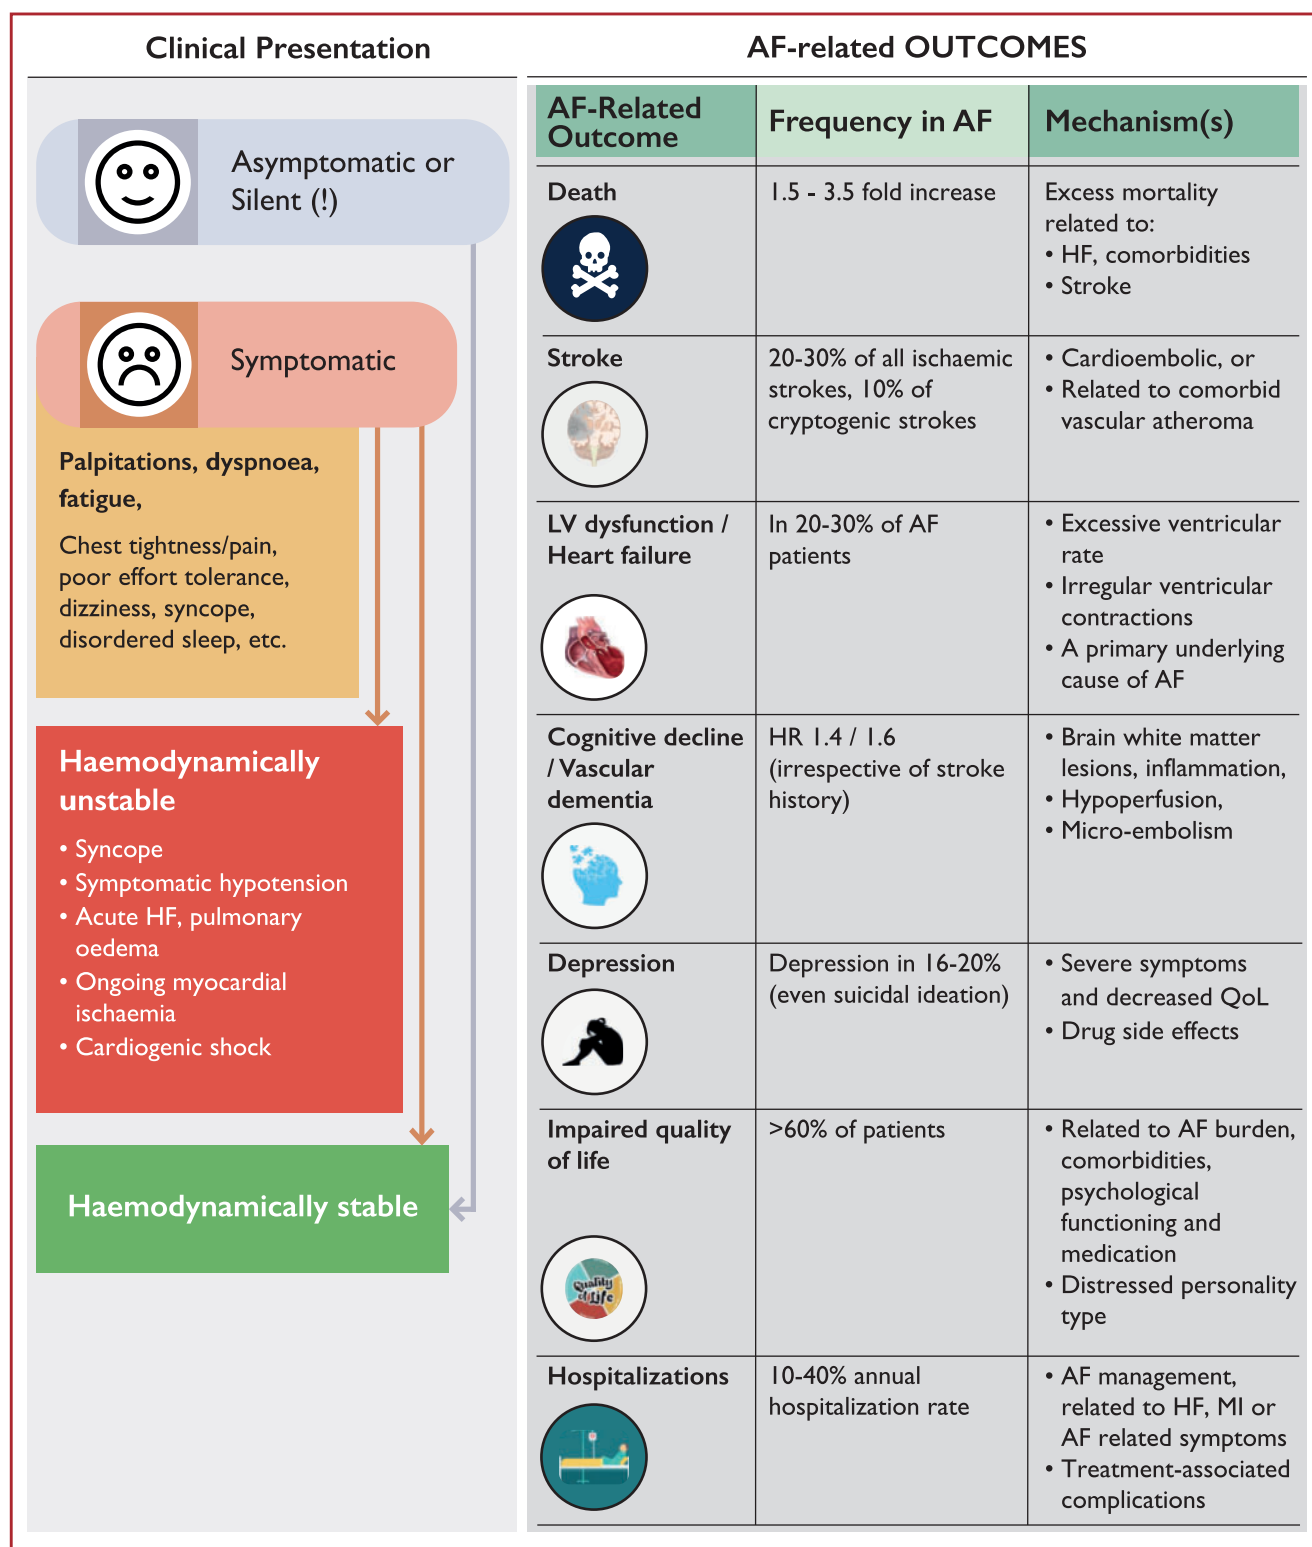 Clinical Presentation
Asymptomatic or
Silent (!)
Symptomatic
Palpitations, dyspnoea,
fatigue,
Chest tightness/pain,
poor effort tolerance,
dizziness, syncope,
disordered sleep, etc.
Haemodynamically
unstable
• Syncope
• Symptomatic hypotension
• Acute HF, pulmonary
oedema
• Ongoing myocardial
ischaemia
• Cardiogenic shock
Haemodynamically stable
AF-related OUTCOMES
AF-Related
Outcome
Frequency in AF
Mechanism(s)
Death
1.5 - 3.5 fold increase
Excess mortality
related to:
• HF, comorbidities
• Stroke
Stroke
20-30% of all ischaemic
strokes, 10% of
cryptogenic strokes
• Cardioembolic, or
• Related to comorbid
vascular atheroma
LV dysfunction /
Heart failure
In 20-30% of AF
patients
• Excessive ventricular
rate
• Irregular ventricular
contractions
• A primary underlying
cause of AF
Cognitive decline
/ Vascular
dementia
HR 1.4 / 1.6
(irrespective of stroke
history)
• Brain white matter
lesions, inflammation,
• Hypoperfusion,
• Micro-embolism
Depression
Depression in 16-20%
(even suicidal ideation)
• Severe symptoms
and decreased QoL
• Drug side effects
Impaired quality
of life
Quality
of Life
>60% of patients
• Related to AF burden,
comorbidities,
psychological
functioning and
medication
• Distressed personality
type
Hospitalizations
10-40% annual
hospitalization rate
• AF management,
related to HF, MI or
AF related symptoms
• Treatment-associated
complications